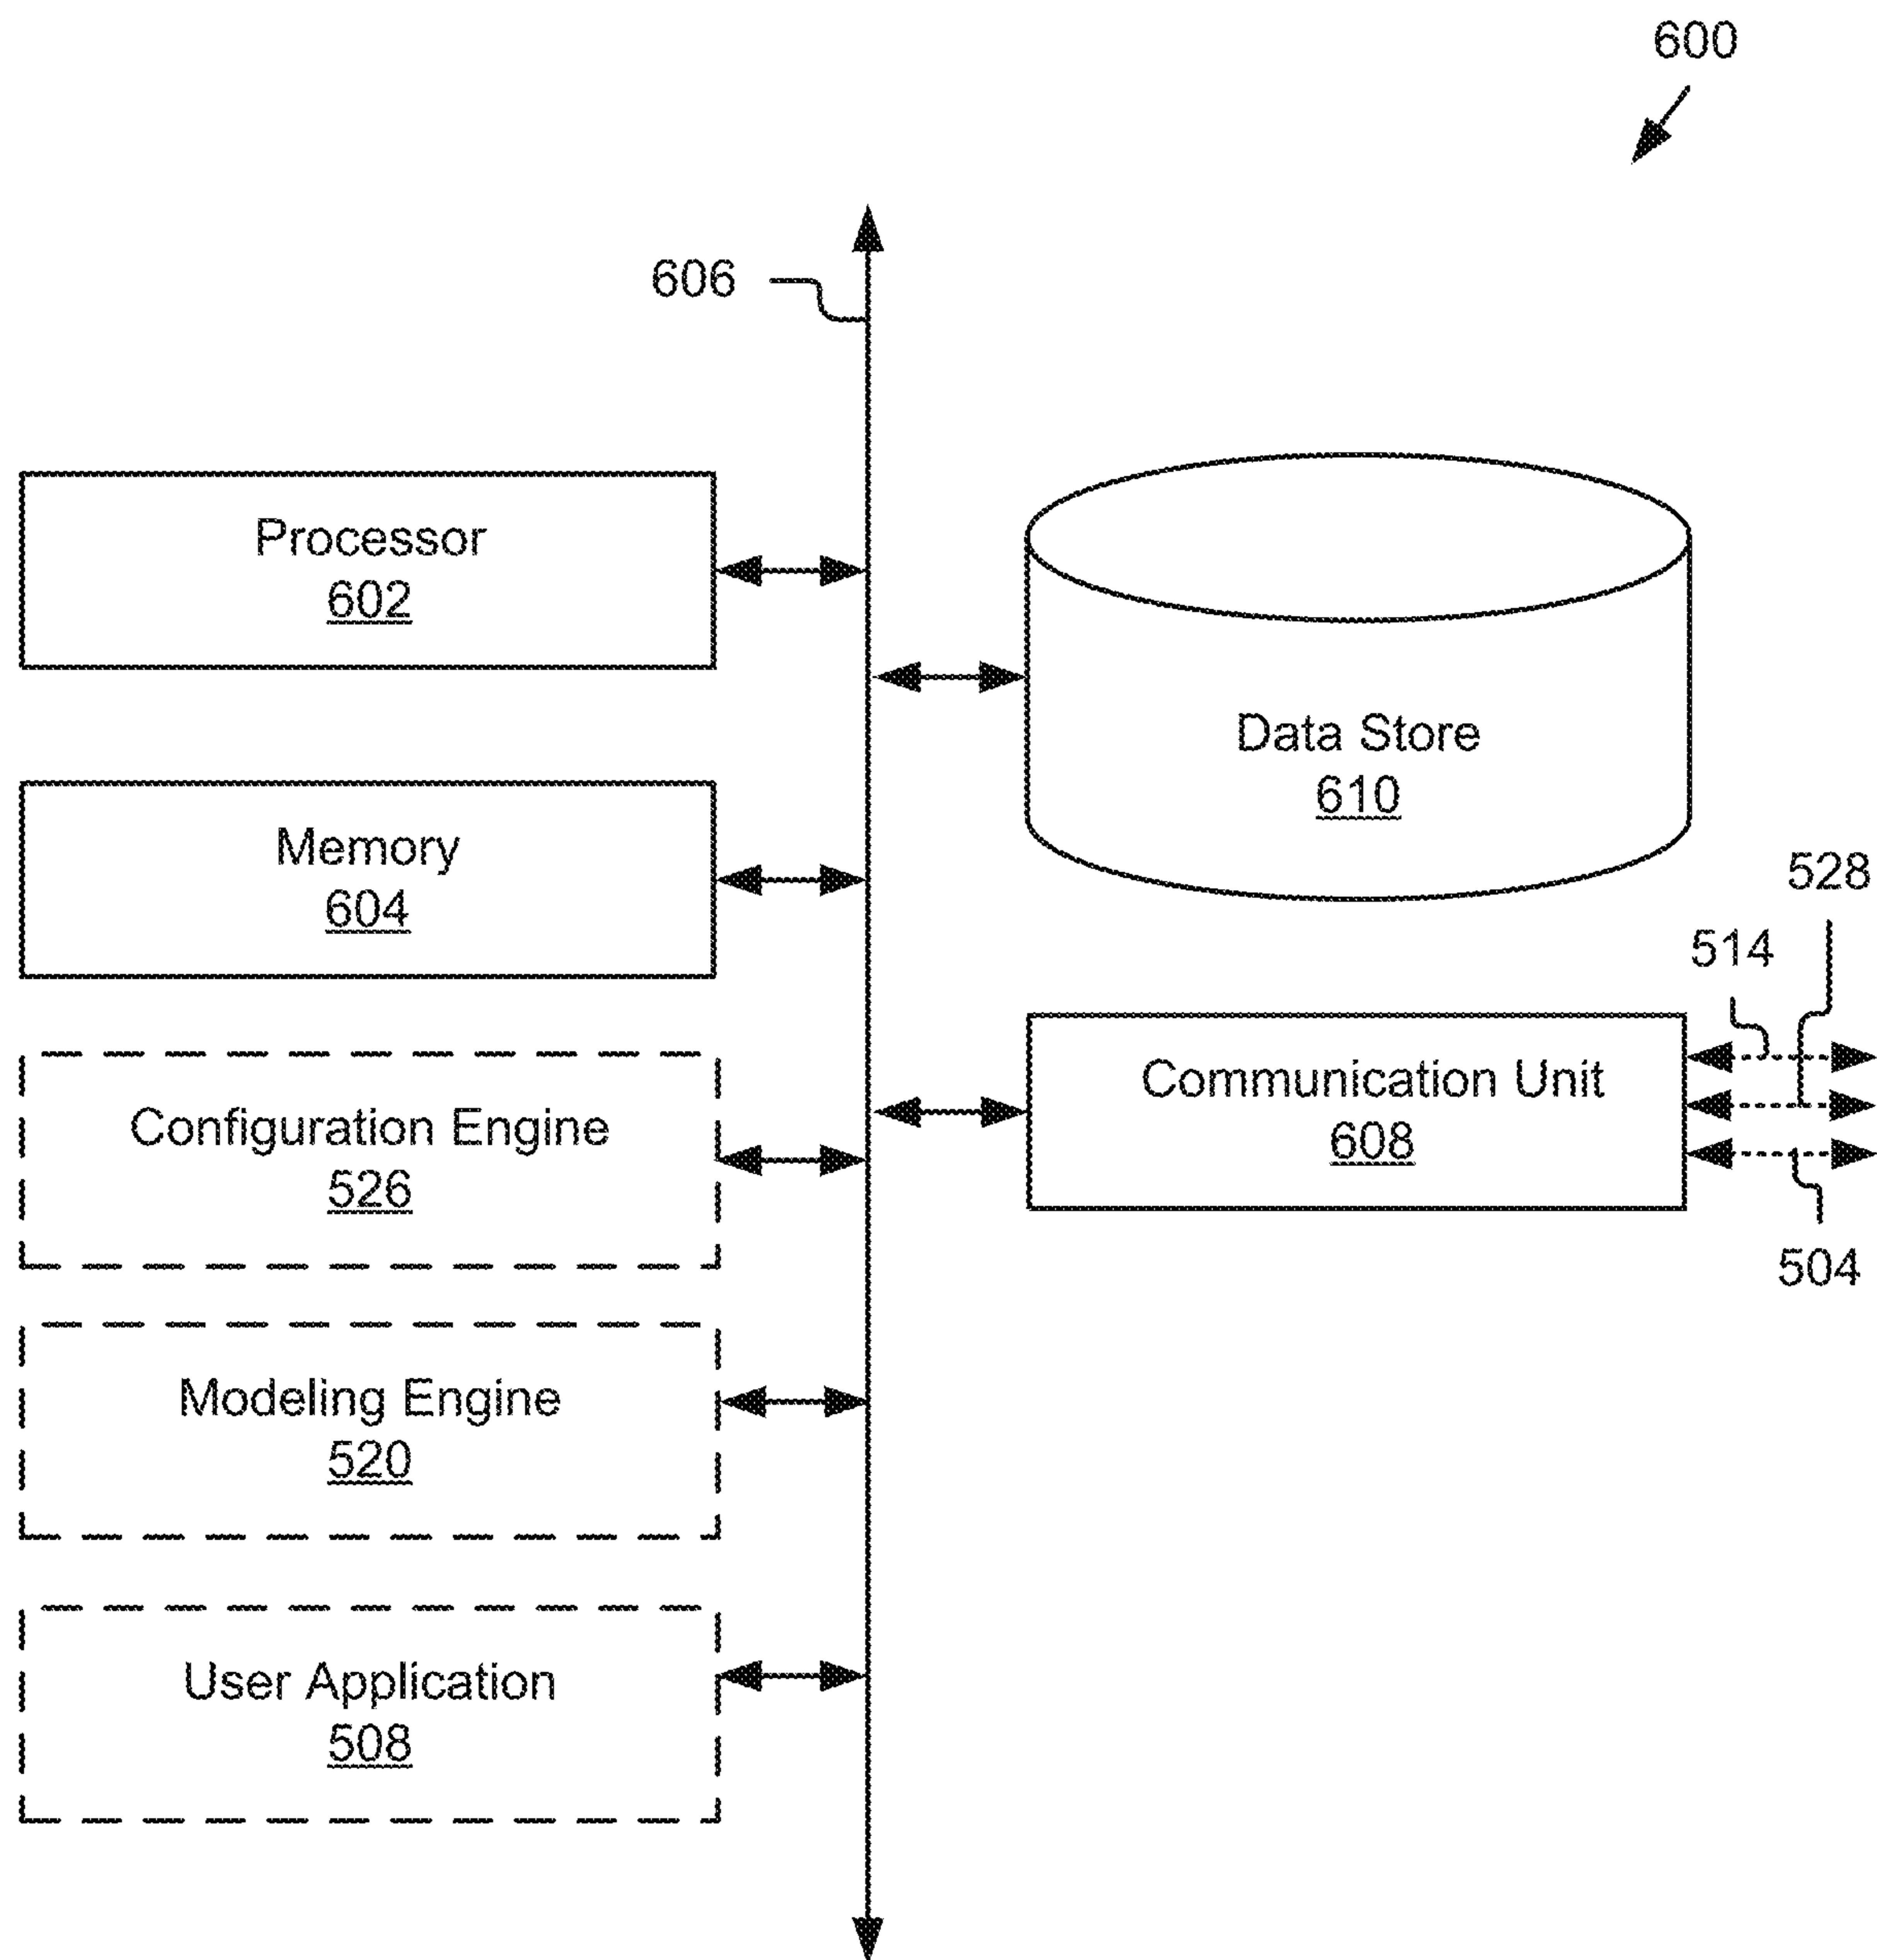 600
606
Processor
602
Data Store
610
Memory
604
528
514
Communication Unit
608
Configuration Engine
526
504
Modeling Engine
520
User Application
508